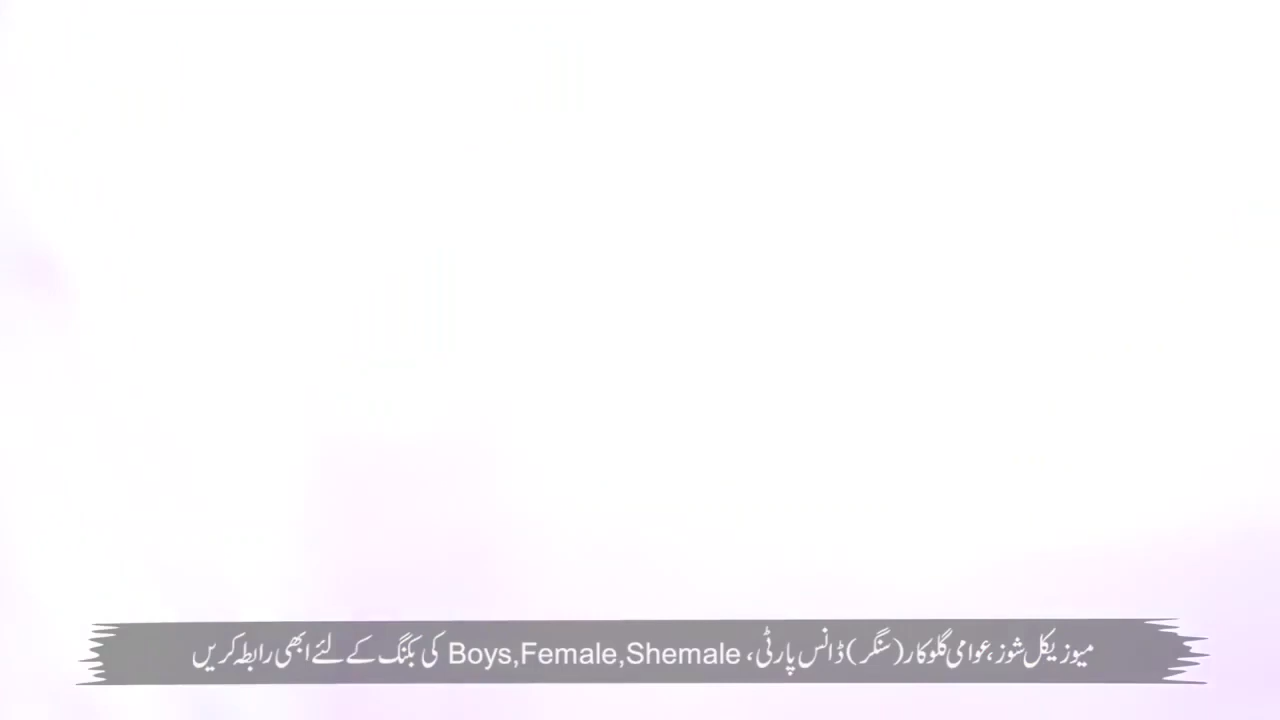 میوزیکل شوز،عوامی گلوکار(سنگر) ڈانس پارٹی، Boys,Female,Shemale کی بکنگ کے لئے ابھی رابطہ کریں